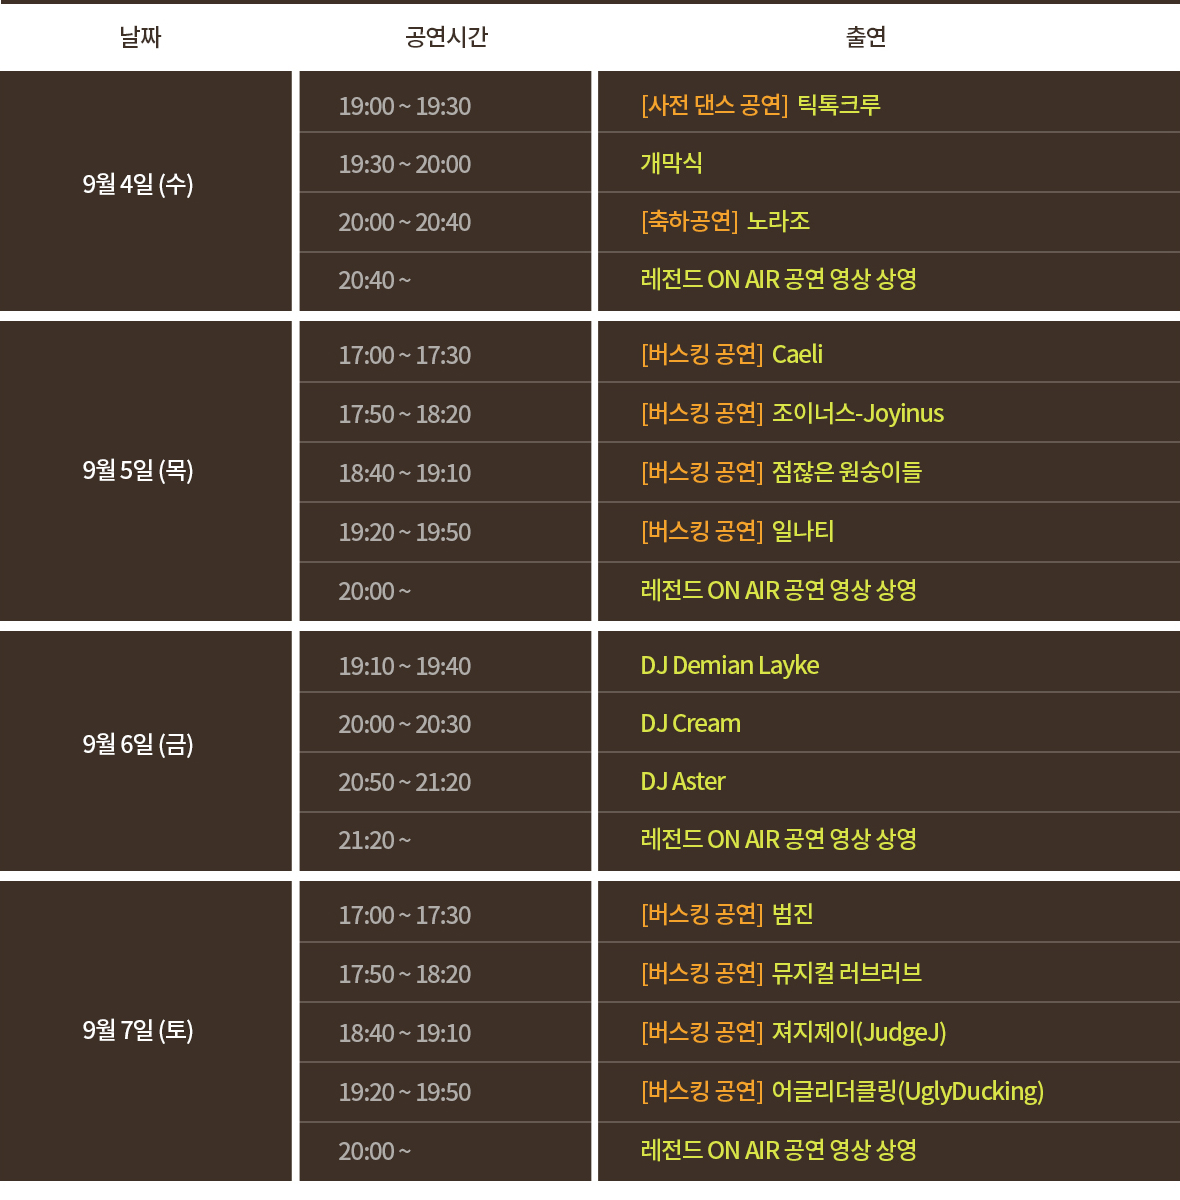 날짜 공연시간 출연
9월 4일 (수)
19:00 ~ 19:30 [사전 댄스 공연] 틱톡크루
19:30 ~ 20:00 개막식
20:00 ~ 20:40 [축하공연] 노라조
20:40 ~ 레전드 ON AIR 공연 영상 상영
9월 5일 (목)
17:00 ~ 17:30 [버스킹 공연] Caeli
17:50 ~ 18:20 [버스킹 공연] 조이너스-Joyinus
18:40 ~ 19:10 [버스킹 공연] 점잖은 원숭이들
19:20 ~ 19:50 [버스킹 공연] 일나티
20:00 ~ 레전드 ON AIR 공연 영상 상영
9월 6일 (금)
19:10 ~ 19:40 DJ Demian Layke
20:00 ~ 20:30 DJ Cream
20:50 ~ 21:20 DJ Aster
21:20 ~ 레전드 ON AIR 공연 영상 상영
9월 7일 (토)
17:00 ~ 17:30 [버스킹 공연] 범진
17:50 ~ 18:20 [버스킹 공연] 뮤지컬 러브러브
18:40 ~ 19:10 [버스킹 공연] 져지제이(JudgeJ)
19:20 ~ 19:50 [버스킹 공연] 어글리더클링(UglyDucking)
20:00 ~ 레전드 ON AIR 공연 영상 상영